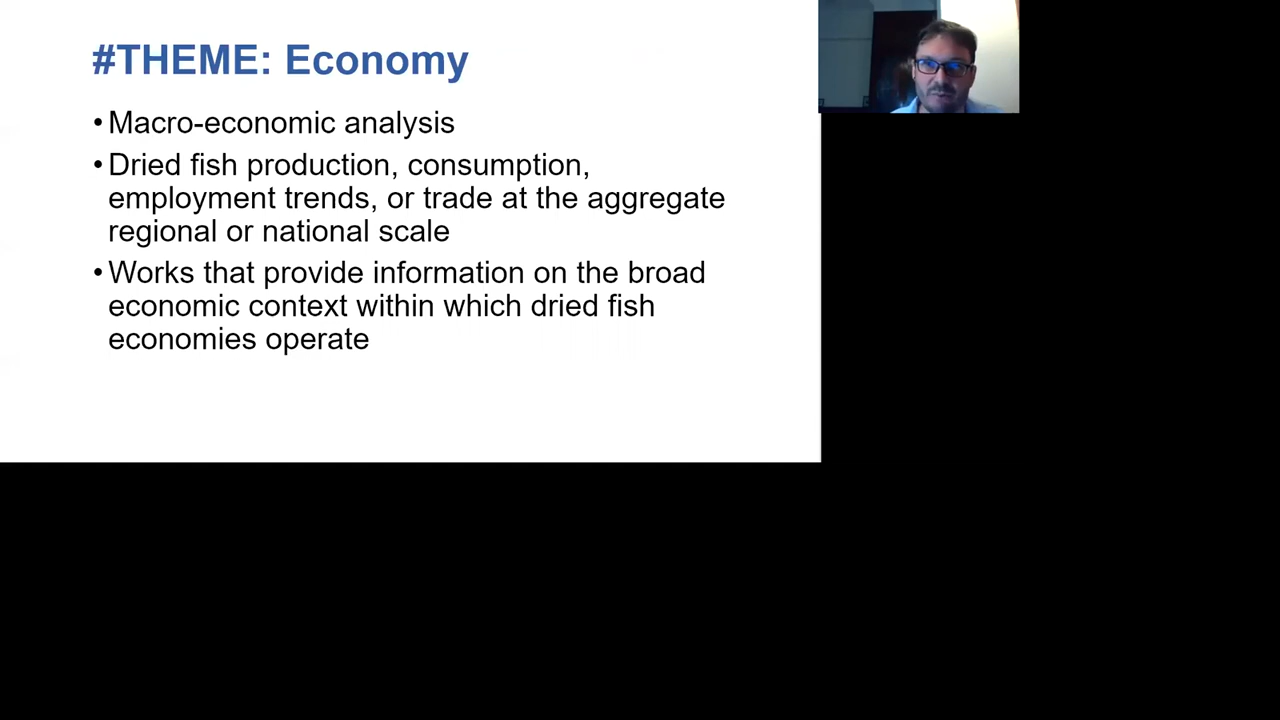 #THEME: Economy
•Macro-economic analysis
•Dried fish production, consumption,
employment trends, or trade at the aggregate
regional or national scale
•Works that provide information on the broad
economic context within which dried fish
economies operate